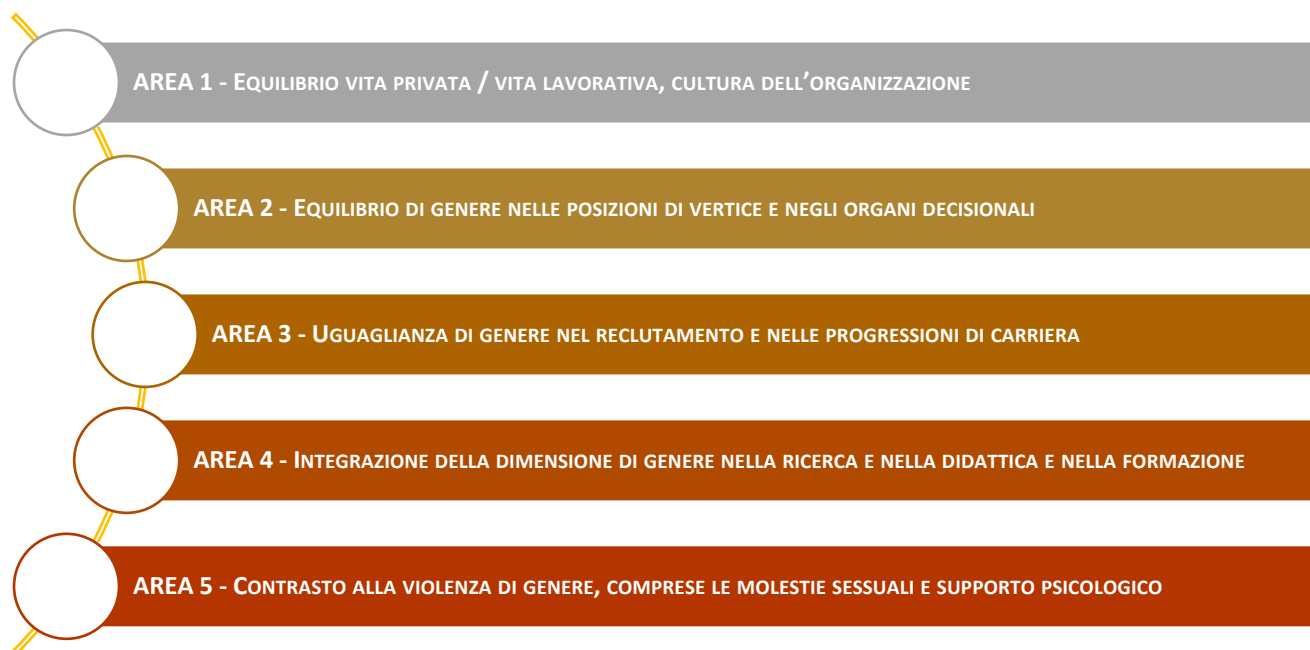 AREA 1 - Equilibrio vita privata / vita lavorativa, cultura dell'organizzazione
AREA 2 - Equilibrio di genere nelle posizioni di vertice e negli organi decisionali
AREA 3 - Uguaglianza di genere nel reclutamento e nelle progressioni di carriera
AREA 4 - Integrazione della dimensione di genere nella ricerca e nella didattica e nella formazione
AREA 5 - Contrasto alla violenza di genere, comprese le molestie sessuali e supporto psicologico